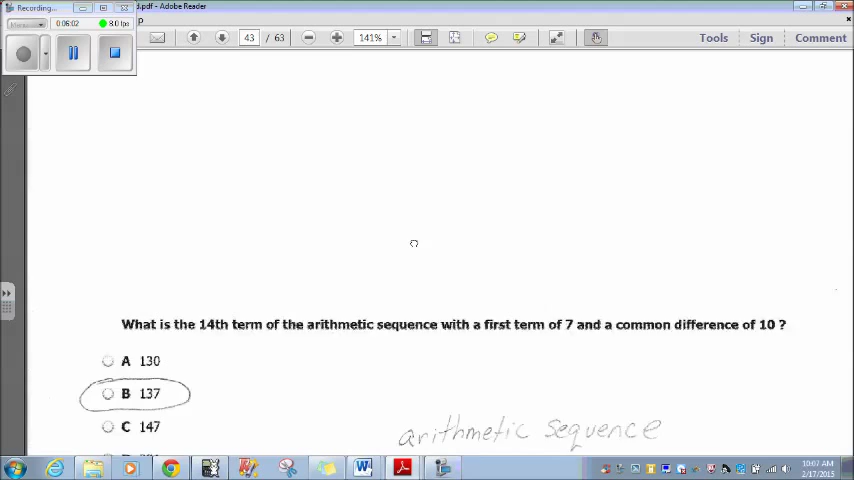 Recording...
d.pdf - Adobe Reader
0:06:02
8.0 fps
Menu
p
43 / 63
141%
Tools
Sign
Comment
What is the 14th term of the arithmetic sequence with a first term of 7 and a common difference of 10 ?
A 130
B 137
C 147
arithmetic sequence
10:07 AM
2/17/2015